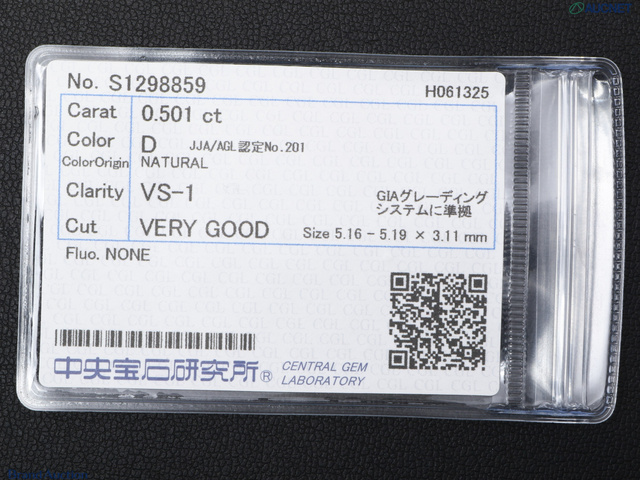 No. S1298859
H061325
Carat 0.501 ct
Color D JJA/AGL認定No.201
ColorOrigin NATURAL
Clarity VS-1
GIAグレーディング
システムに準拠
Cut VERY GOOD Size 5.16 - 5.19 × 3.11 mm
Fluo. NONE
中央宝石研究所® CENTRAL GEM
LABORATORY